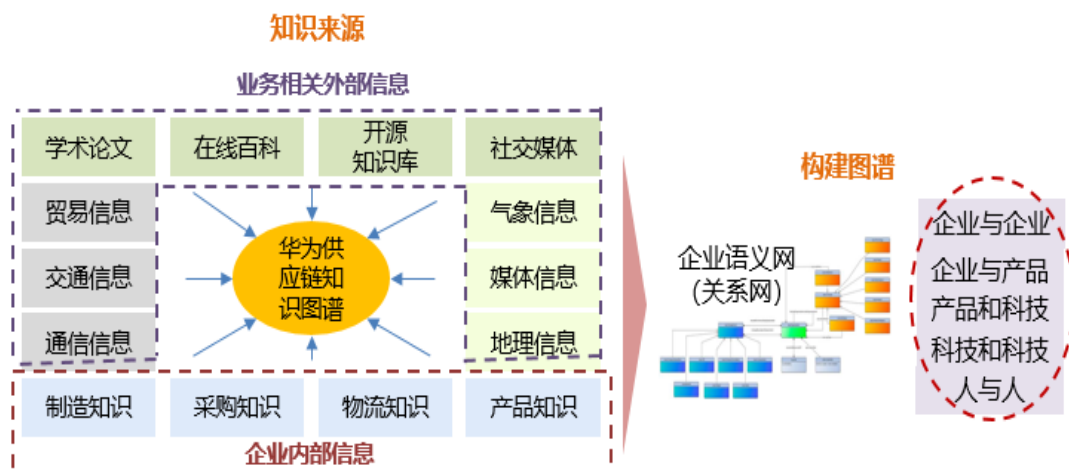 知识来源
业务相关外部信息
学术论文
在线百科
开源
知识库
社交媒体
贸易信息
气象信息
华为供
应链知
识图谱
交通信息
媒体信息
通信信息
地理信息
制造知识
采购知识
物流知识
产品知识
企业内部信息
构建图谱
企业语义网
(关系网)
企业与企业
企业与产品
产品和科技
科技和科技
人与人